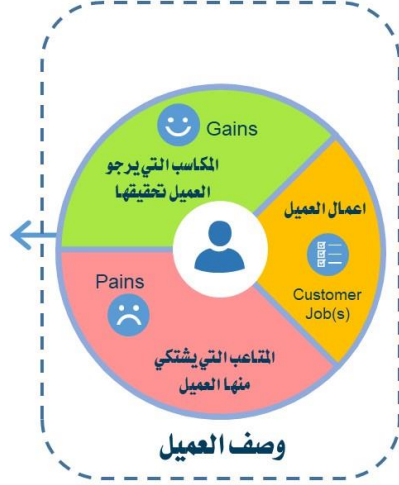 Gains
المكاسب التي يرجو
العميل تحقيقها
اعمال العميل
Customer
Job(s)
Pains
المتاعب التي يشتكي
منها العميل
وصف العميل